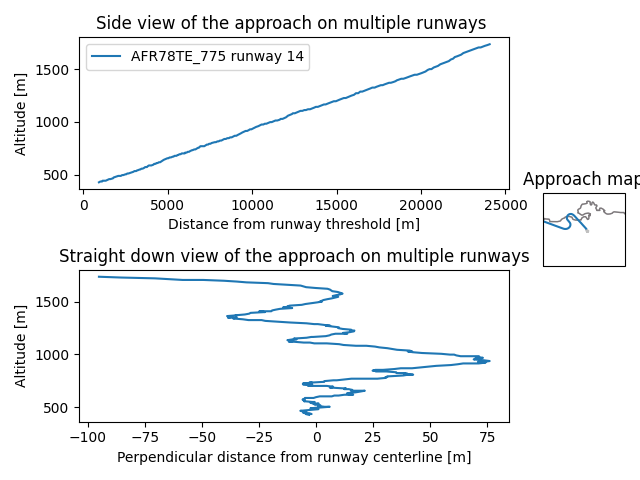 Side view of the approach on multiple runways
AFR78TE_775 runway 14
Altitude [m]
1500
1000
500
0
5000
10000
15000
20000
25000
Distance from runway threshold [m]
Approach map
Straight down view of the approach on multiple runways
Altitude [m]
1500
1000
500
−100
−75
−50
−25
0
25
50
75
Perpendicular distance from runway centerline [m]